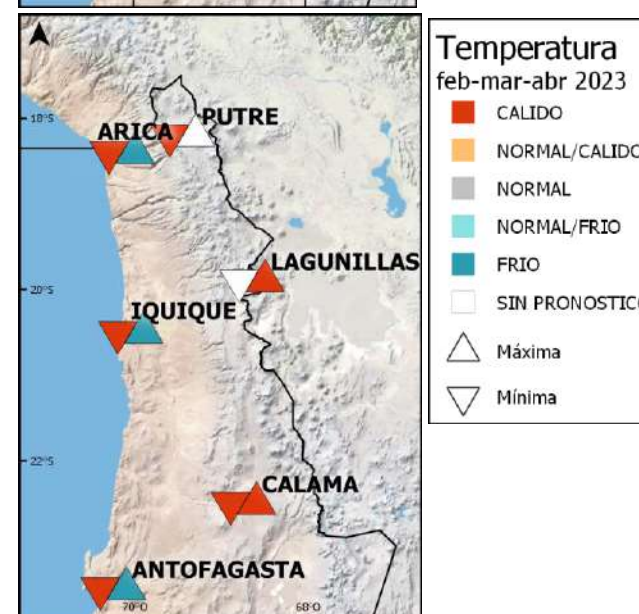 18°S
PUTRE
ARICA
LAGUNILLAS
20°S
IQUIQUE
22°S
CALAMA
ANTOFAGASTA
70°O
68°O
Temperatura
feb-mar-abr 2023
CALIDO
NORMAL/CALIDO
NORMAL
NORMAL/FRIO
FRIO
SIN PRONOSTICO
Máxima
Mínima